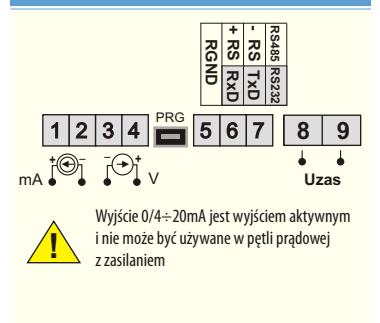 RGND
+ RS RxD
- RS TxD
RS485 RS232
1 2 3 4 PRG 5 6 7 8 9
mA + - - + V
Uzas
!
Wyjście 0/4÷20mA jest wyjściem aktywnym
i nie może być używane w pętli prądowej
z zasilaniem